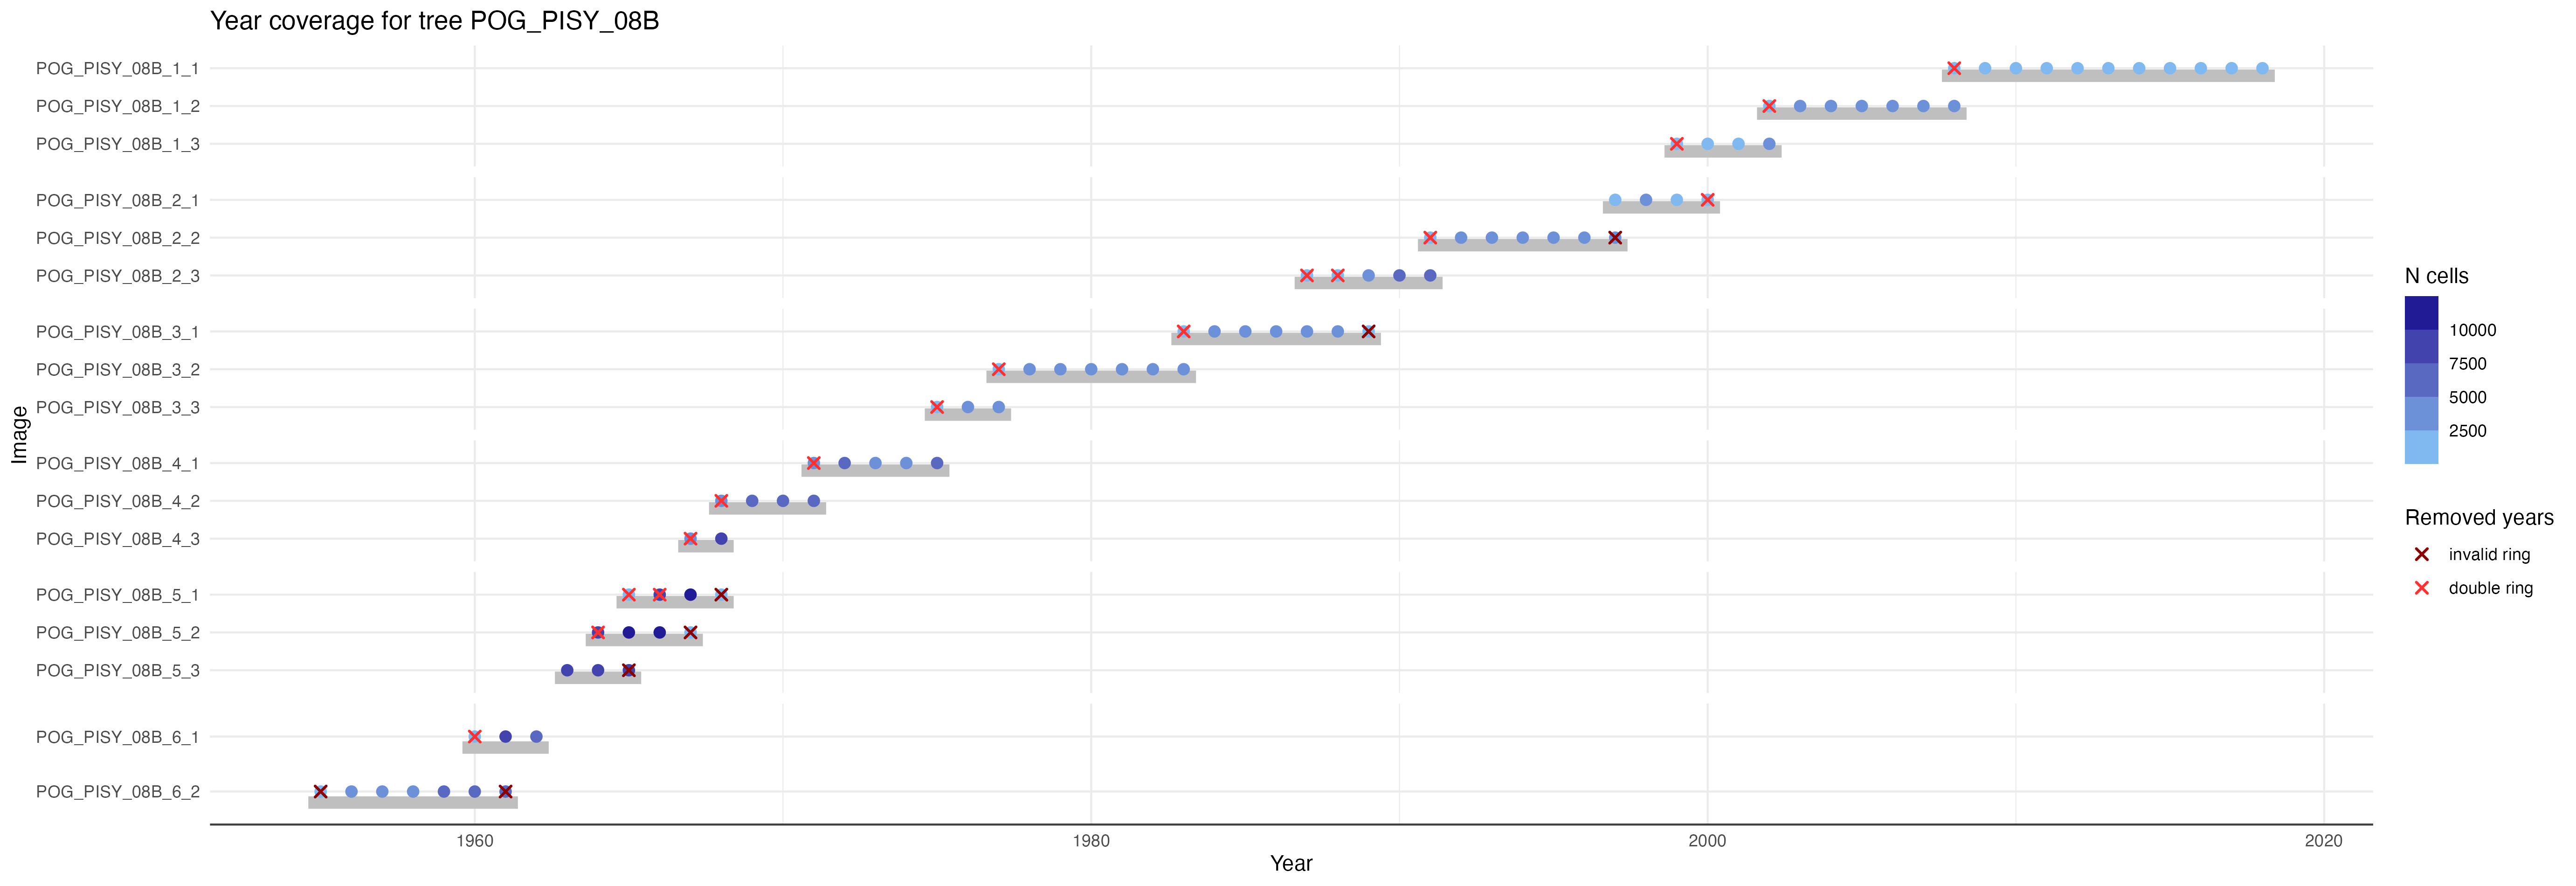 Year coverage for tree POG_PISY_08B
POG_PISY_08B_1_1
POG_PISY_08B_1_2
POG_PISY_08B_1_3
POG_PISY_08B_2_1
POG_PISY_08B_2_2
POG_PISY_08B_2_3
POG_PISY_08B_3_1
POG_PISY_08B_3_2
POG_PISY_08B_3_3
POG_PISY_08B_4_1
POG_PISY_08B_4_2
POG_PISY_08B_4_3
POG_PISY_08B_5_1
POG_PISY_08B_5_2
POG_PISY_08B_5_3
POG_PISY_08B_6_1
POG_PISY_08B_6_2
Image
1960 1980 2000 2020
Year
N cells
10000
7500
5000
2500
Removed years
invalid ring
double ring